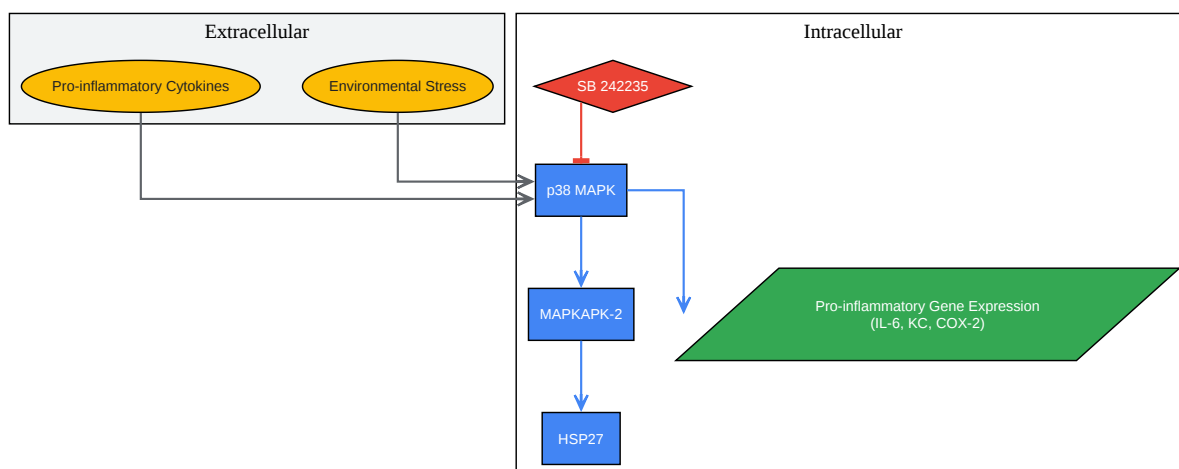 Extracellular
Intracellular
Pro-inflammatory Cytokines
Environmental Stress
SB 242235
p38 MAPK
MAPKAPK-2
Pro-inflammatory Gene Expression
(IL-6, KC, COX-2)
HSP27